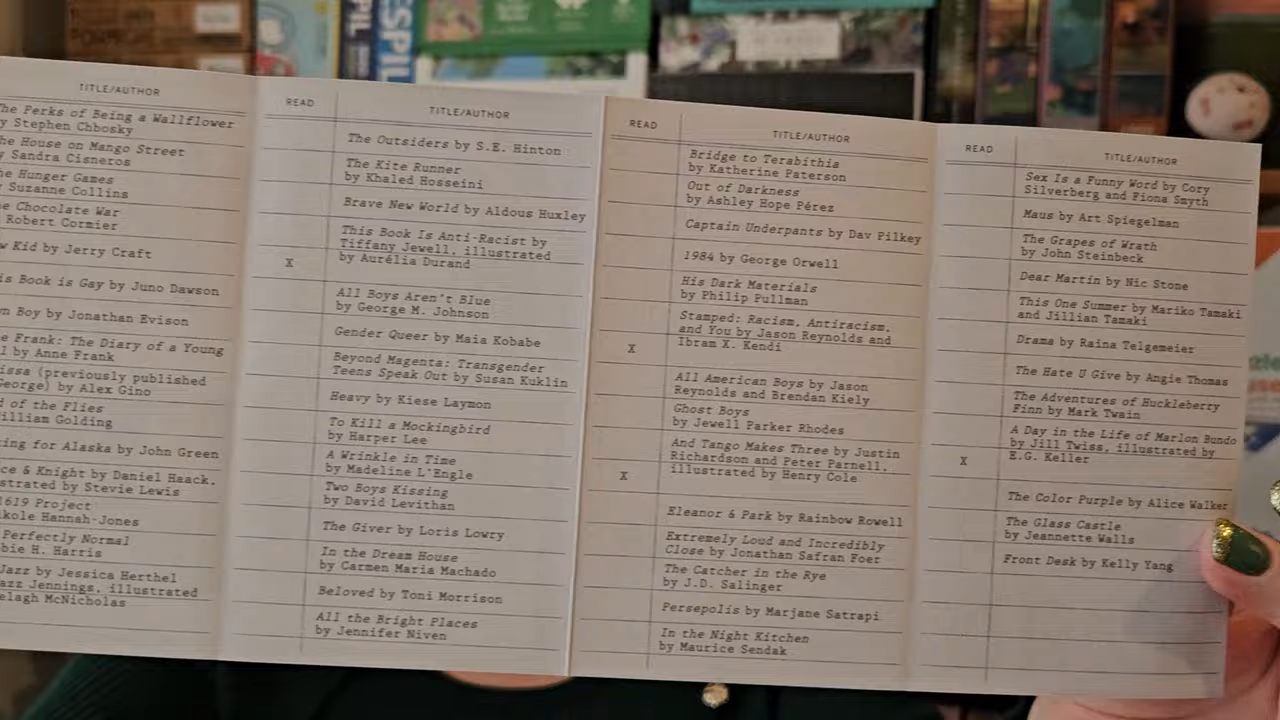 ESPIL
PIL
TITLE/AUTHOR
The Perks of Being a Wallflower
y Stephen Chbosky
he House on Mango Street
y Sandra Cisneros
he Hunger Games
y Suzanne Collins
he Chocolate War
Robert Cormier
w Kid by Jerry Craft
is Book is Gay by Juno Dawson
n Boy by Jonathan Evison
e Frank: The Diary of a Young
l by Anne Frank
issa (previously published
George) by Alex Gino
d of the Flies
illiam Golding
ing for Alaska by John Green
ce & Knight by Daniel Haack,
strated by Stevie Lewis
1619 Project
ikole Hannah-Jones
Perfectly Normal
bie H. Harris
Jazz by Jessica Herthel
azz Jennings, illustrated
elagh McNicholas
READ
TITLE/AUTHOR
The Outsiders by S.E. Hinton
The Kite Runner
by Khaled Hosseini
Brave New World by Aldous Huxley
This Book Is Anti-Racist by
Tiffany Jewell, illustrated
X by Aurélia Durand
All Boys Aren't Blue
by George M. Johnson
Gender Queer by Maia Kobabe
Beyond Magenta: Transgender
Teens Speak Out by Susan Kuklin
Heavy by Kiese Laymon
To Kill a Mockingbird
by Harper Lee
A Wrinkle in Time
by Madeline L'Engle
Two Boys Kissing
by David Levithan
The Giver by Loris Lowry
In the Dream House
by Carmen Maria Machado
Beloved by Toni Morrison
All the Bright Places
by Jennifer Niven
READ
TITLE/AUTHOR
Bridge to Terabithia
by Katherine Paterson
Out of Darkness
by Ashley Hope Pérez
Captain Underpants by Dav Pilkey
1984 by George Orwell
His Dark Materials
by Philip Pullman
Stamped: Racism, Antiracism,
and You by Jason Reynolds and
X Ibram X. Kendi
All American Boys by Jason
Reynolds and Brendan Kiely
Ghost Boys
by Jewell Parker Rhodes
And Tango Makes Three by Justin
Richardson and Peter Parnell,
X illustrated by Henry Cole
Eleanor & Park by Rainbow Rowell
Extremely Loud and Incredibly
Close by Jonathan Safran Foer
The Catcher in the Rye
by J.D. Salinger
Persepolis by Marjane Satrapi
In the Night Kitchen
by Maurice Sendak
READ
TITLE/AUTHOR
Sex Is a Funny Word by Cory
Silverberg and Fiona Smyth
Maus by Art Spiegelman
The Grapes of Wrath
by John Steinbeck
Dear Martin by Nic Stone
This One Summer by Mariko Tamaki
and Jillian Tamaki
Drama by Raina Telgemeier
The Hate U Give by Angie Thomas
The Adventures of Huckleberry
Finn by Mark Twain
A Day in the Life of Marlon Bundo
by Jill Twiss, illustrated by
X E.G. Keller
The Color Purple by Alice Walker
The Glass Castle
by Jeannette Walls
Front Desk by Kelly Yang